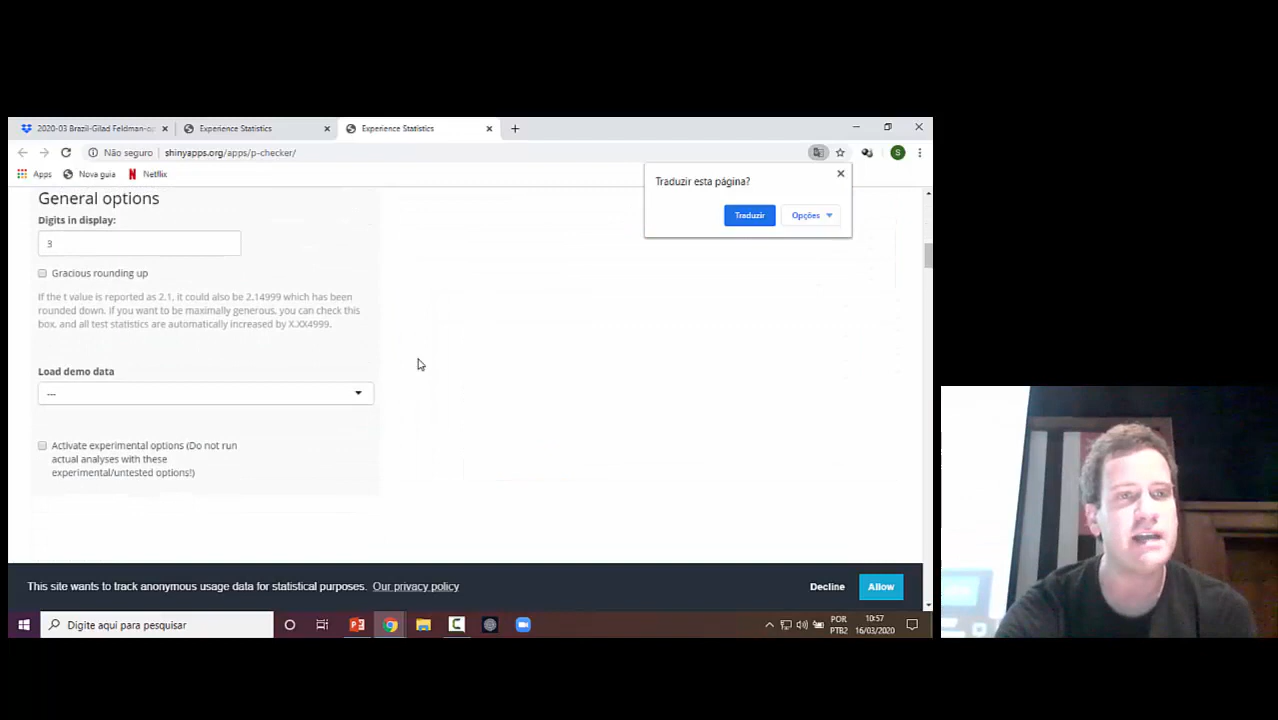 2020-03 Brazil-Gilad Feldman-op
Experience Statistics
Experience Statistics
Não seguro
shinyapps.org/apps/p-checker/
Apps
Nova guia
Netflix
Traduzir esta página?
Traduzir
Opções
General options
Digits in display:
3
Gracious rounding up
If the t value is reported as 2.1, it could also be 2.14999 which has been
rounded down. If you want to be maximally generous, you can check this
box, and all test statistics are automatically increased by X.XX4999.
Load demo data
---
Activate experimental options (Do not run
actual analyses with these
experimental/untested options!)
This site wants to track anonymous usage data for statistical purposes. Our privacy policy
Decline
Allow
Digite aqui para pesquisar
POR
PTB2
10:57
16/03/2020